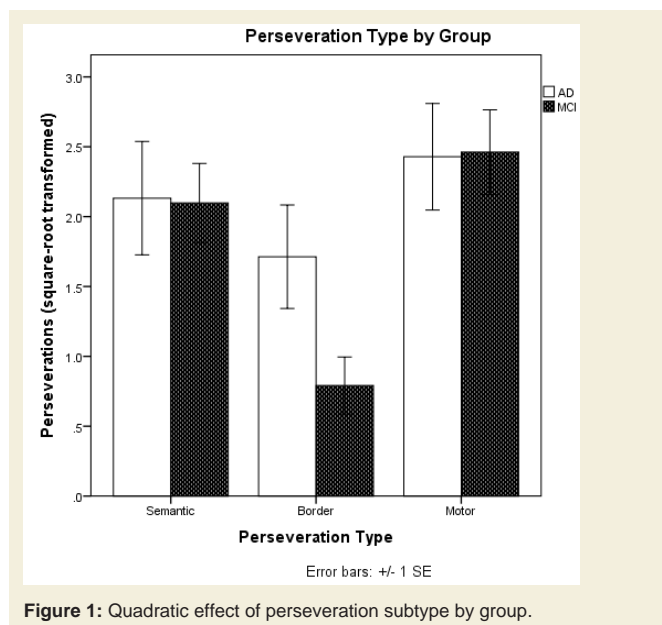 Perseveration Type by Group
Perseverations (square-root transformed)
3.0
2.5
2.0
1.5
1.0
.5
.0
AD
MCI
Semantic Border Motor
Perseveration Type
Error bars: +/- 1 SE
Figure 1: Quadratic effect of perseveration subtype by group.